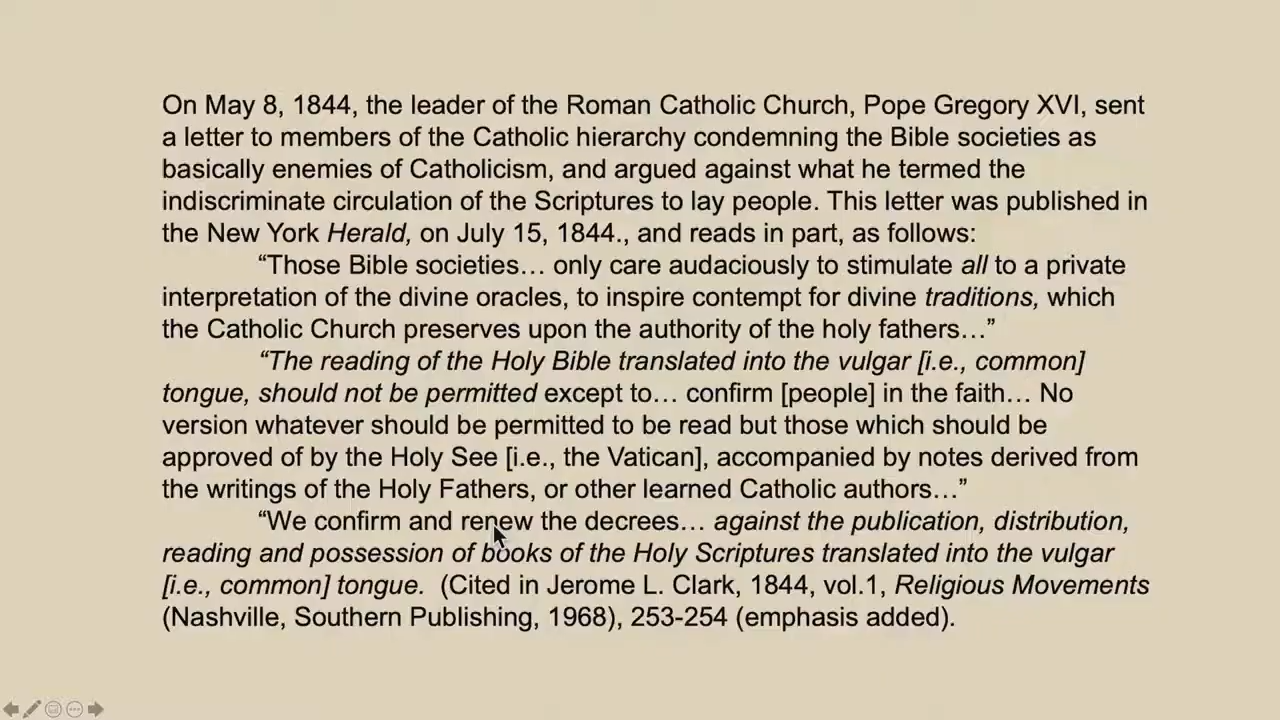 On May 8, 1844, the leader of the Roman Catholic Church, Pope Gregory XVI, sent
a letter to members of the Catholic hierarchy condemning the Bible societies as
basically enemies of Catholicism, and argued against what he termed the
indiscriminate circulation of the Scriptures to lay people. This letter was published in
the New York Herald, on July 15, 1844., and reads in part, as follows:
“Those Bible societies… only care audaciously to stimulate all to a private
interpretation of the divine oracles, to inspire contempt for divine traditions, which
the Catholic Church preserves upon the authority of the holy fathers…”
“The reading of the Holy Bible translated into the vulgar [i.e., common]
tongue, should not be permitted except to… confirm [people] in the faith… No
version whatever should be permitted to be read but those which should be
approved of by the Holy See [i.e., the Vatican], accompanied by notes derived from
the writings of the Holy Fathers, or other learned Catholic authors…”
“We confirm and renew the decrees… against the publication, distribution,
reading and possession of books of the Holy Scriptures translated into the vulgar
[i.e., common] tongue. (Cited in Jerome L. Clark, 1844, vol.1, Religious Movements
(Nashville, Southern Publishing, 1968), 253-254 (emphasis added).